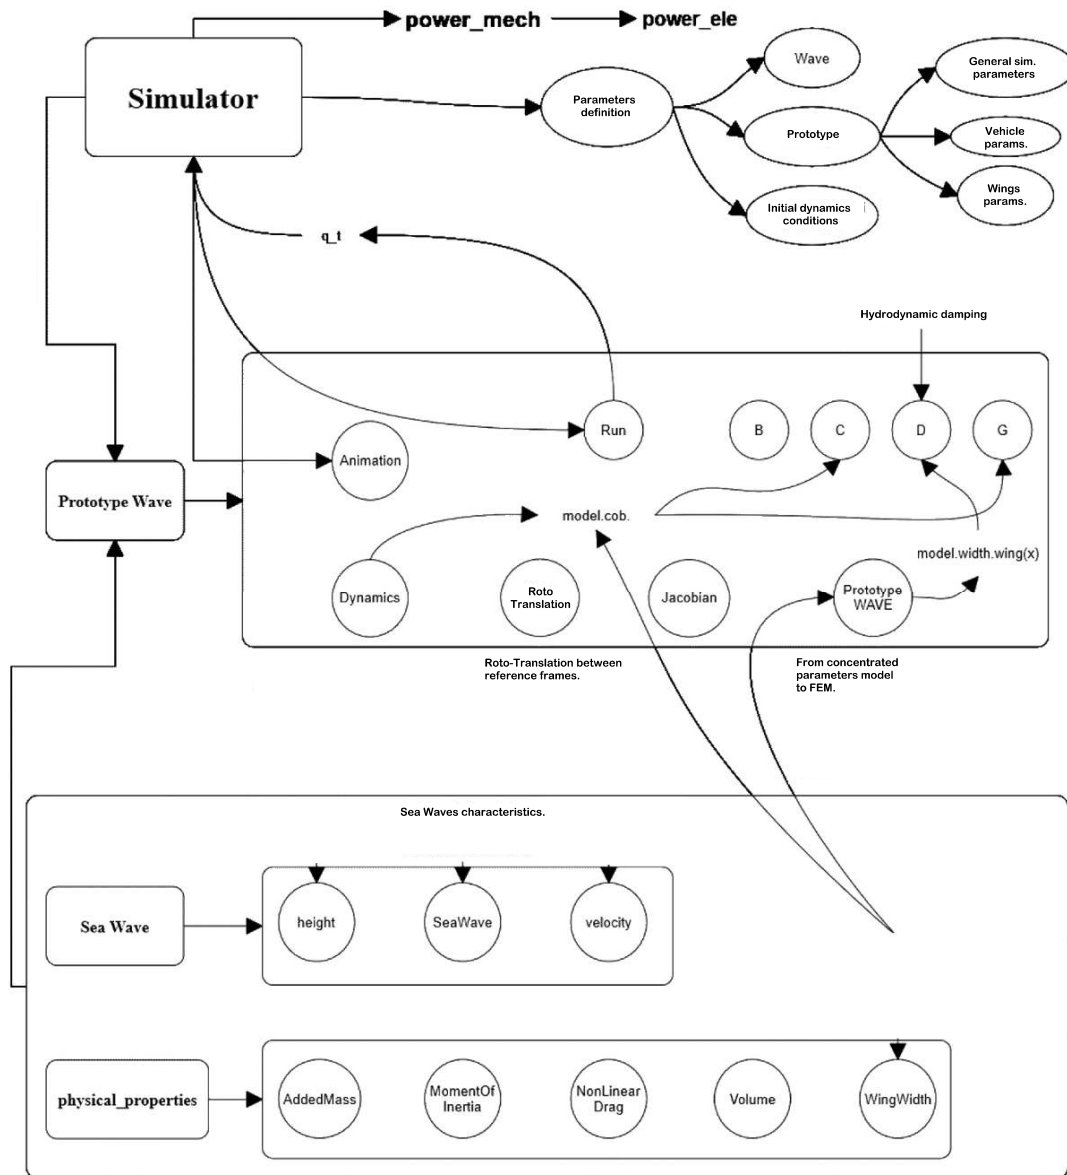 power_mech
power_ele
Simulator
Parameters
definition
Wave
General sim.
parameters
Prototype
Vehicle
params.
Wings
params.
Initial dynamics
conditions
q_t
Hydrodynamic damping
Run
B
C
D
G
Animation
Prototype Wave
model.cob.
model.width.wing(x)
Dynamics
Roto
Translation
Jacobian
Prototype
WAVE
Roto-Translation between
reference frames.
From concentrated
parameters model
to FEM.
Sea Waves characteristics.
Sea Wave
height
SeaWave
velocity
physical_properties
AddedMass
MomentOf
Inertia
NonLinear
Drag
Volume
WingWidth